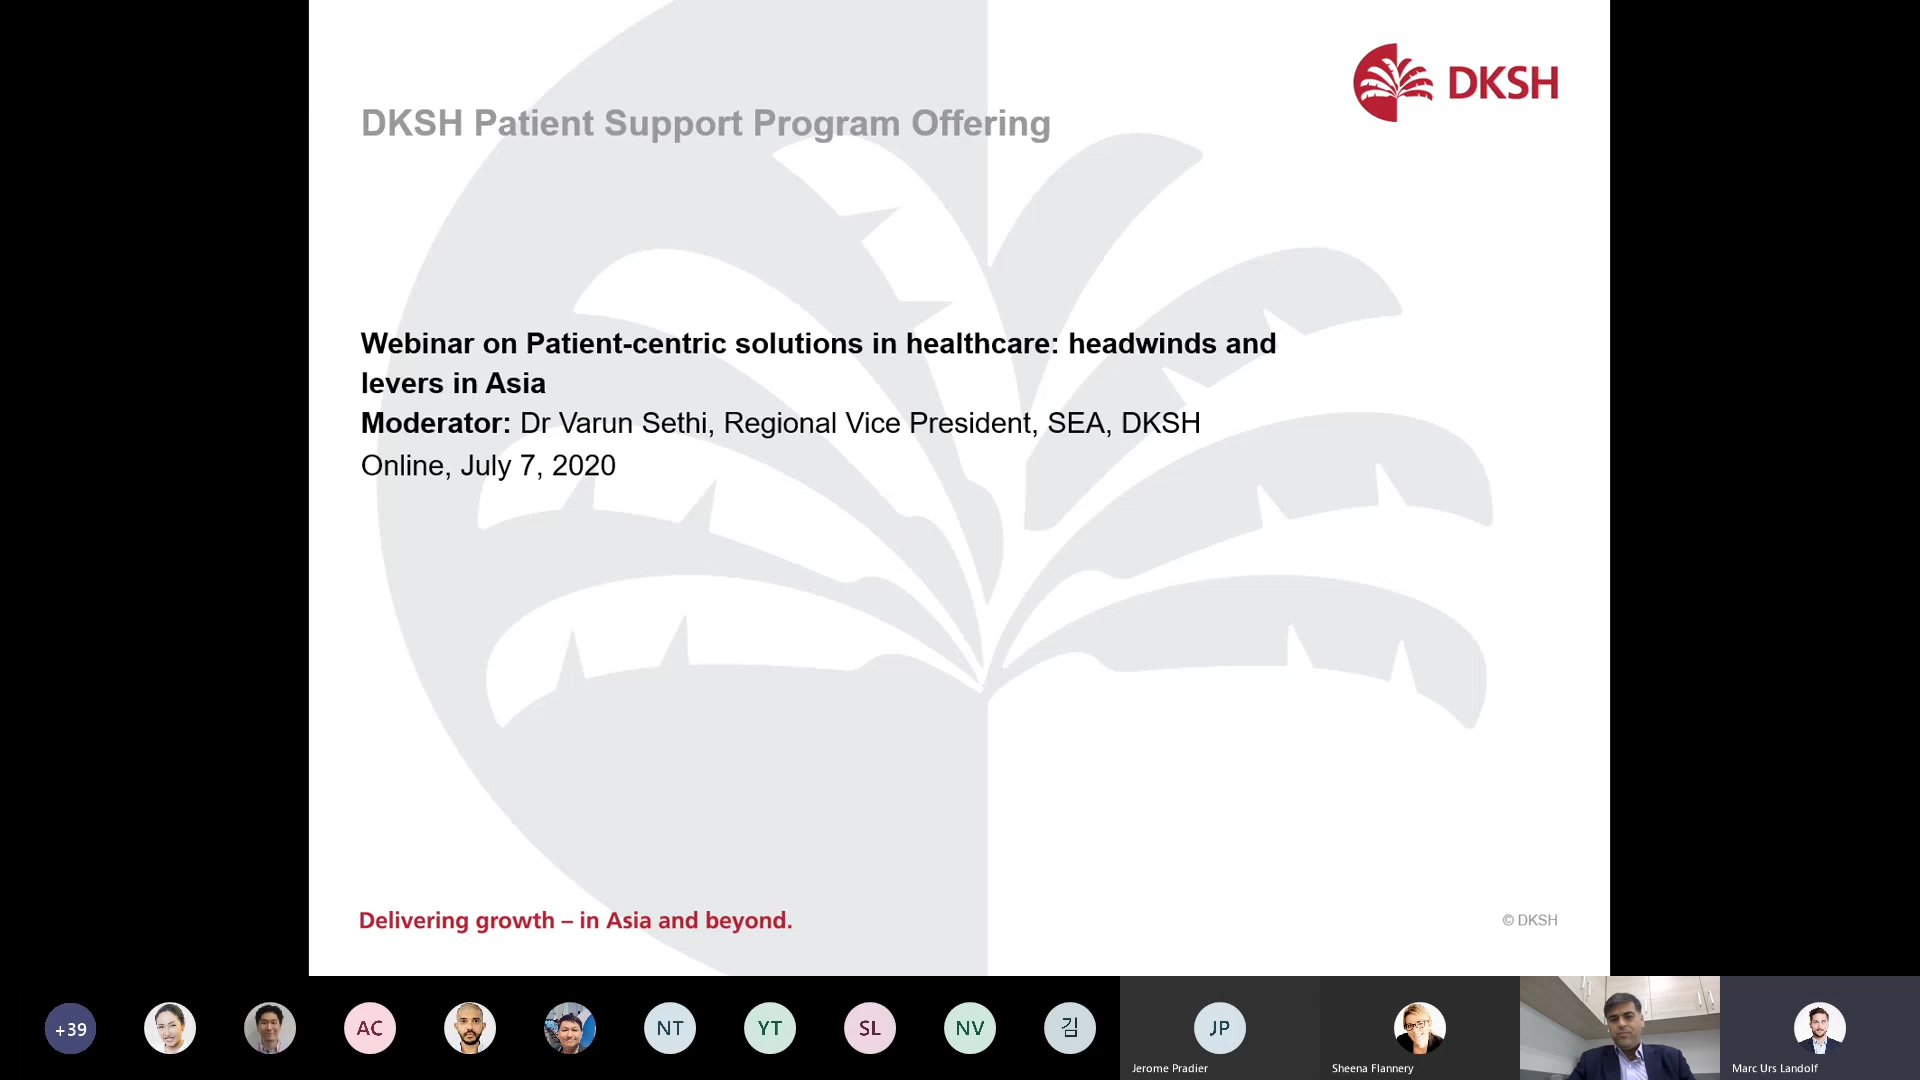 DKSH
DKSH Patient Support Program Offering
Webinar on Patient-centric solutions in healthcare: headwinds and
levers in Asia
Moderator: Dr Varun Sethi, Regional Vice President, SEA, DKSH
Online, July 7, 2020
Delivering growth – in Asia and beyond.
© DKSH
+39
AC
NT
YT
SL
NV
김
JP
Jerome Pradier
Sheena Flannery
Marc Urs Landolf